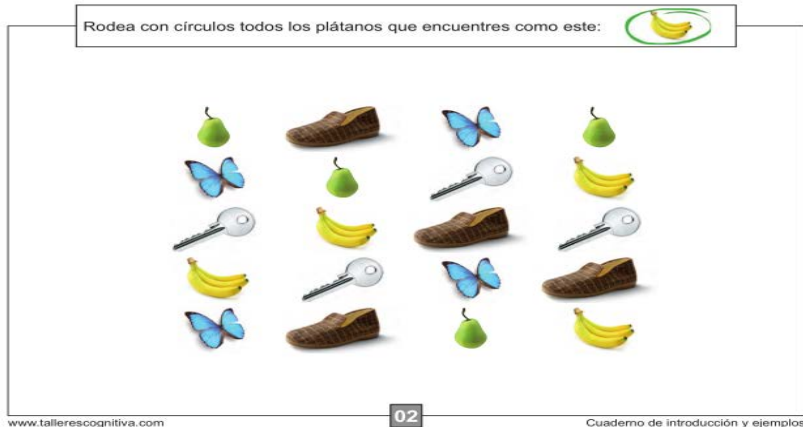 Rodea con círculos todos los plátanos que encuentres como este:
02
www.tallerescognitiva.com
Cuaderno de introducción y ejemplos